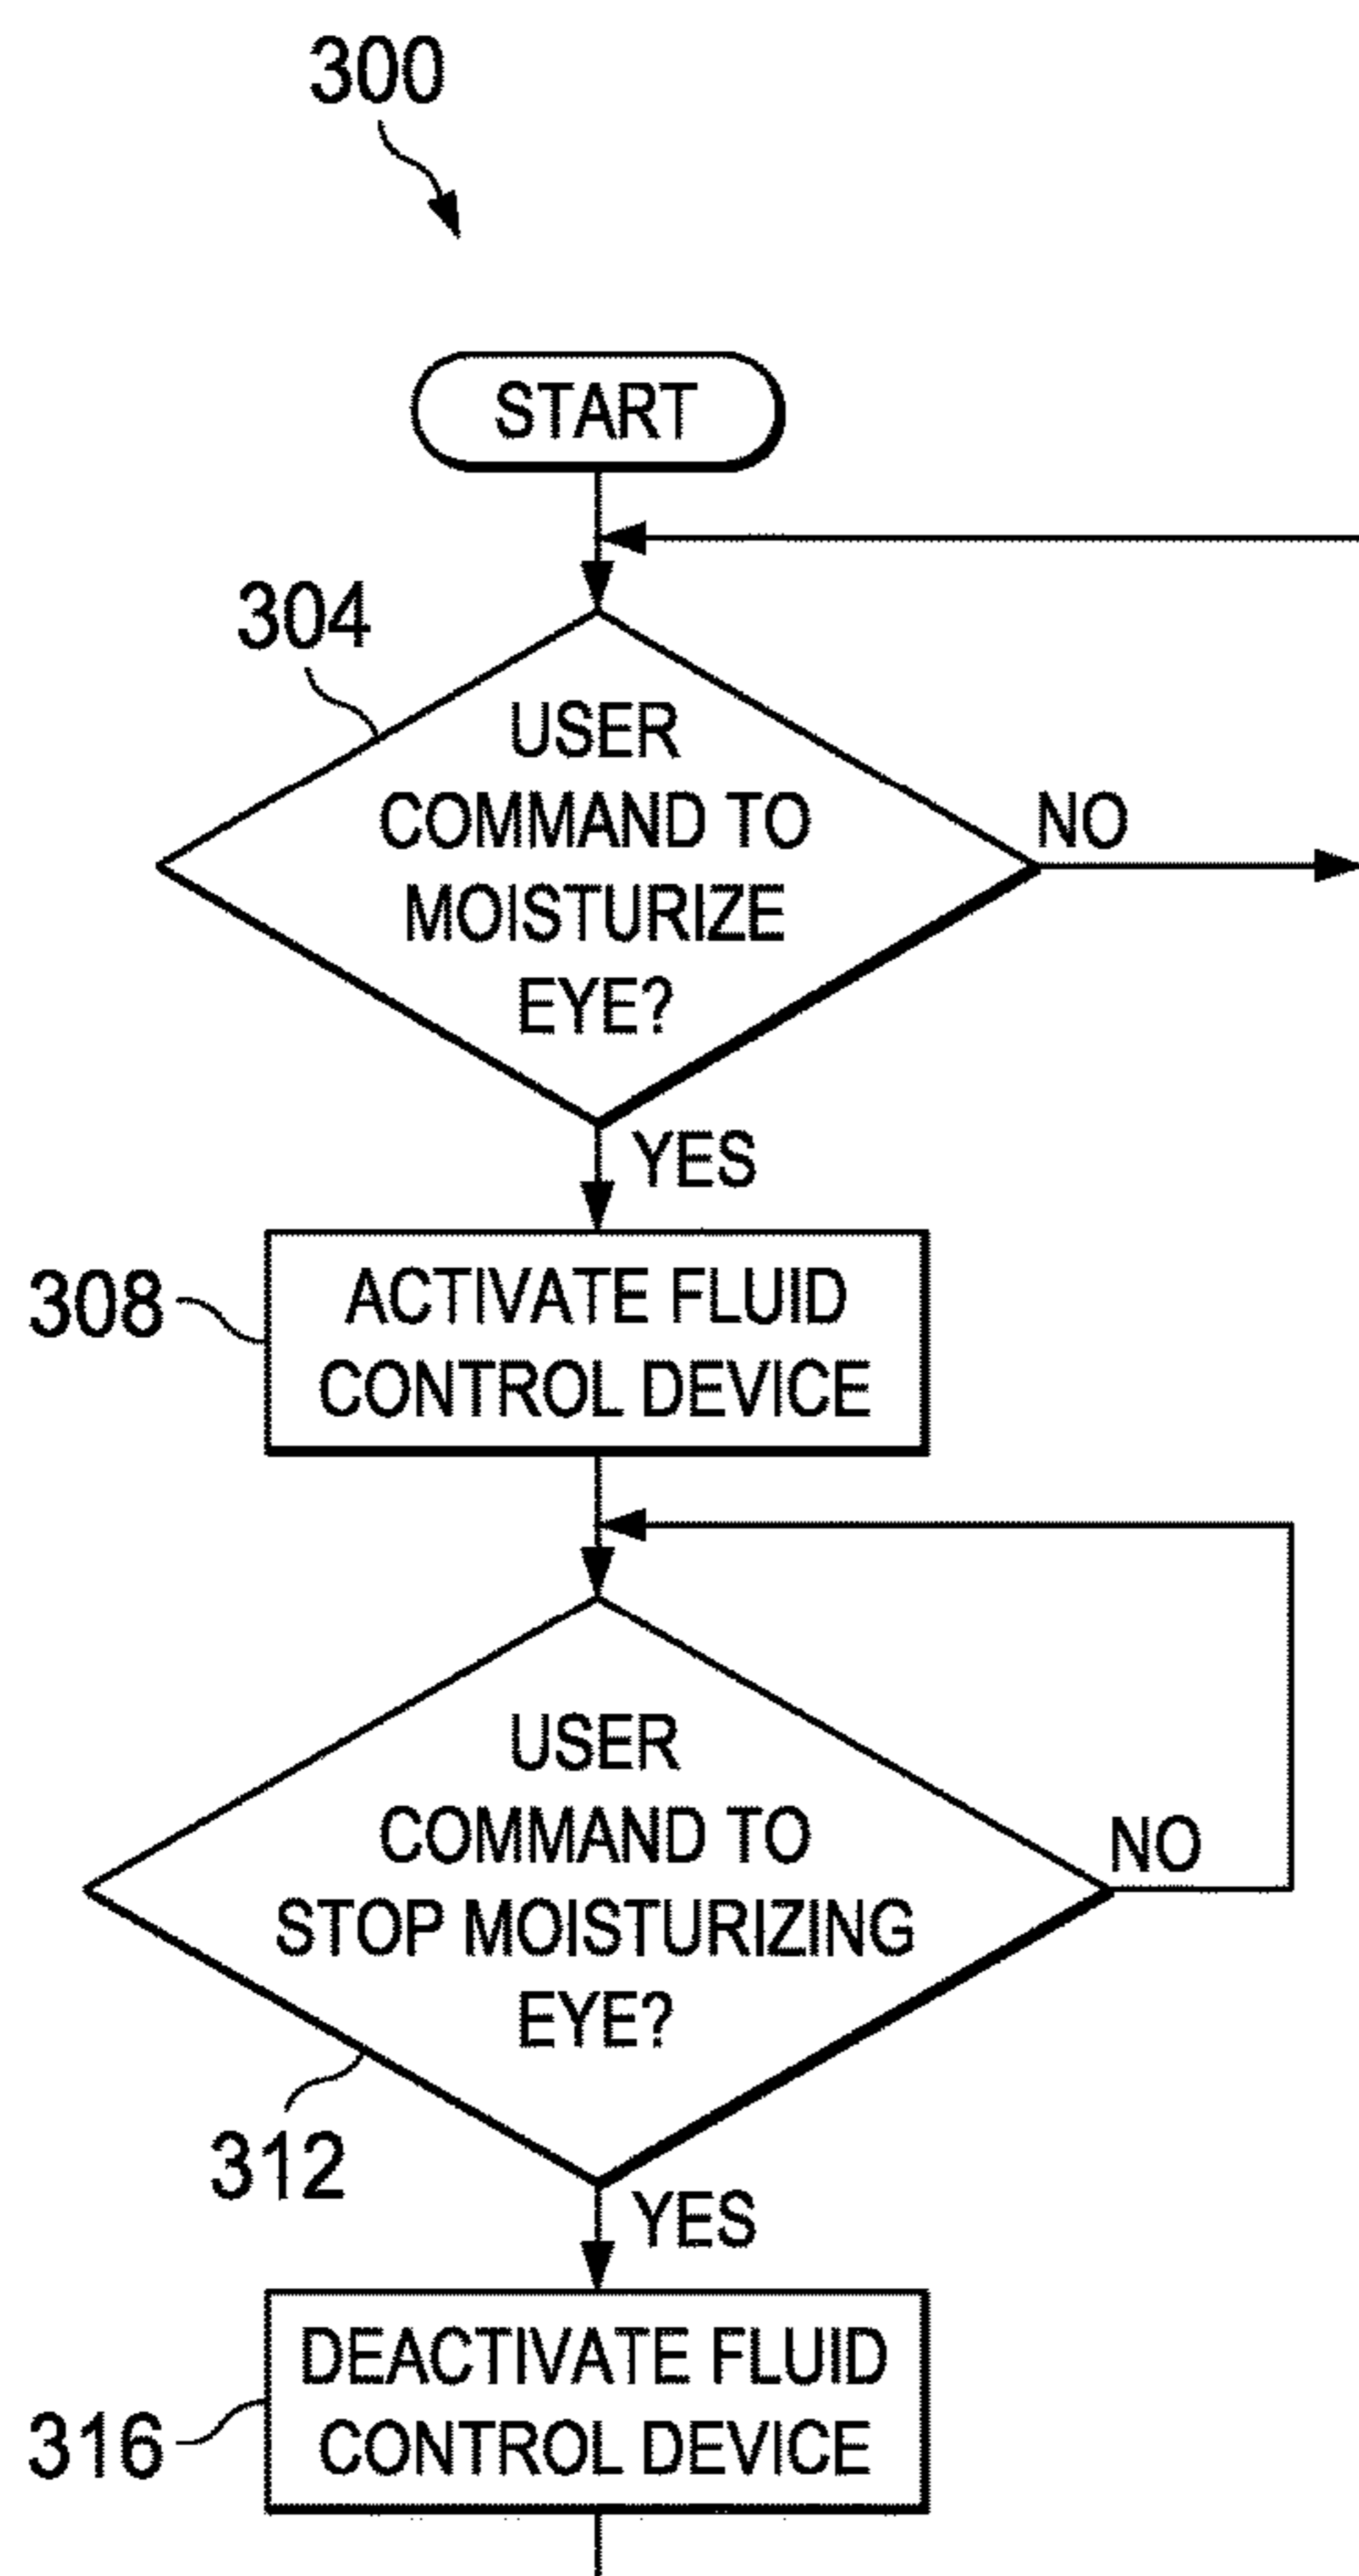 300
START
304
USER
COMMAND TO
MOISTURIZE
EYE?
NO
YES
308
ACTIVATE FLUID
CONTROL DEVICE
USER
COMMAND TO
STOP MOISTURIZING
EYE?
NO
312
YES
316
DEACTIVATE FLUID
CONTROL DEVICE